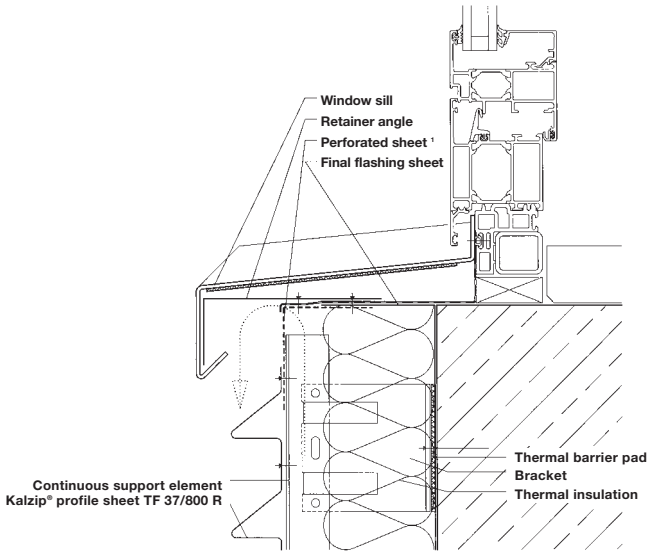 Window sill
Retainer angle
Perforated sheet ¹
Final flashing sheet
Thermal barrier pad
Bracket
Thermal insulation
Continuous support element
Kalzip® profile sheet TF 37/800 R